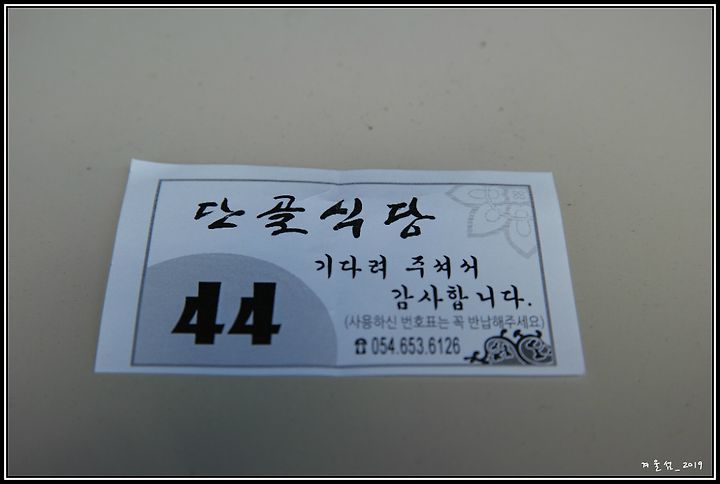 단골식당
기다려 주셔서
감사합니다.
44
(사용하신 번호표는 꼭 반납해주세요)
☎ 054.653.6126
겨울섬_2019